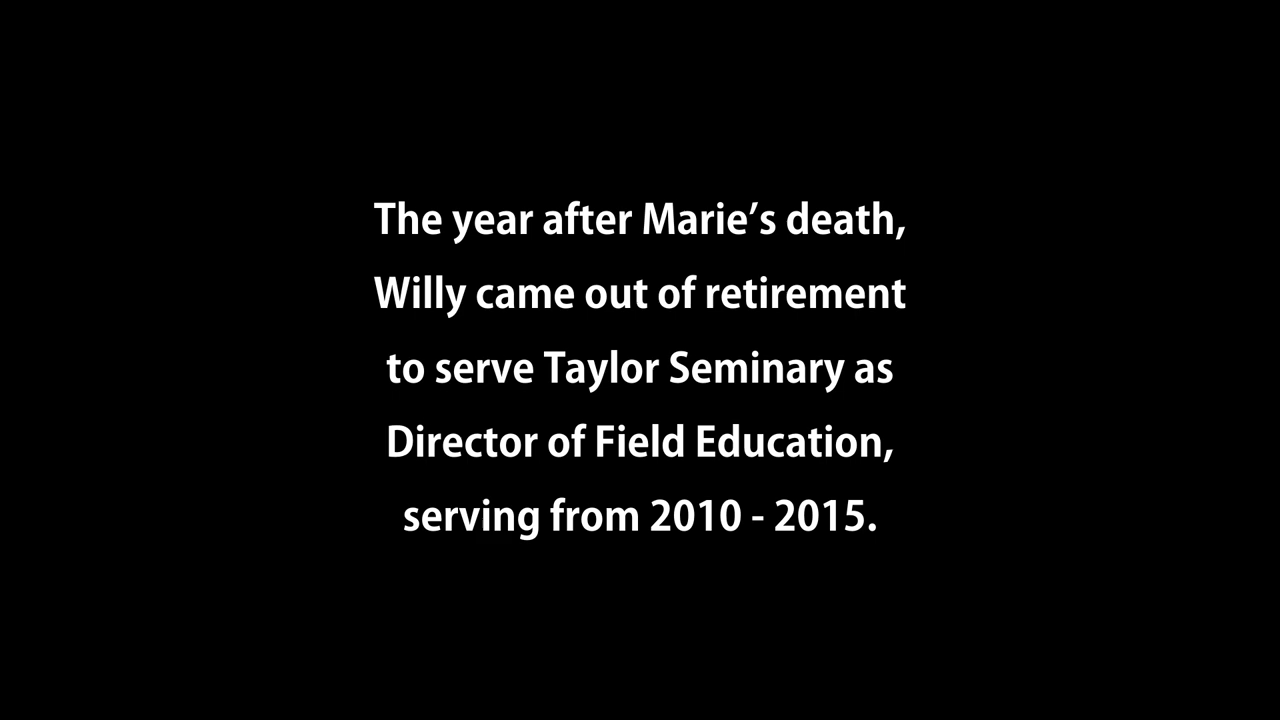 The year after Marie’s death,
Willy came out of retirement
to serve Taylor Seminary as
Director of Field Education,
serving from 2010 - 2015.